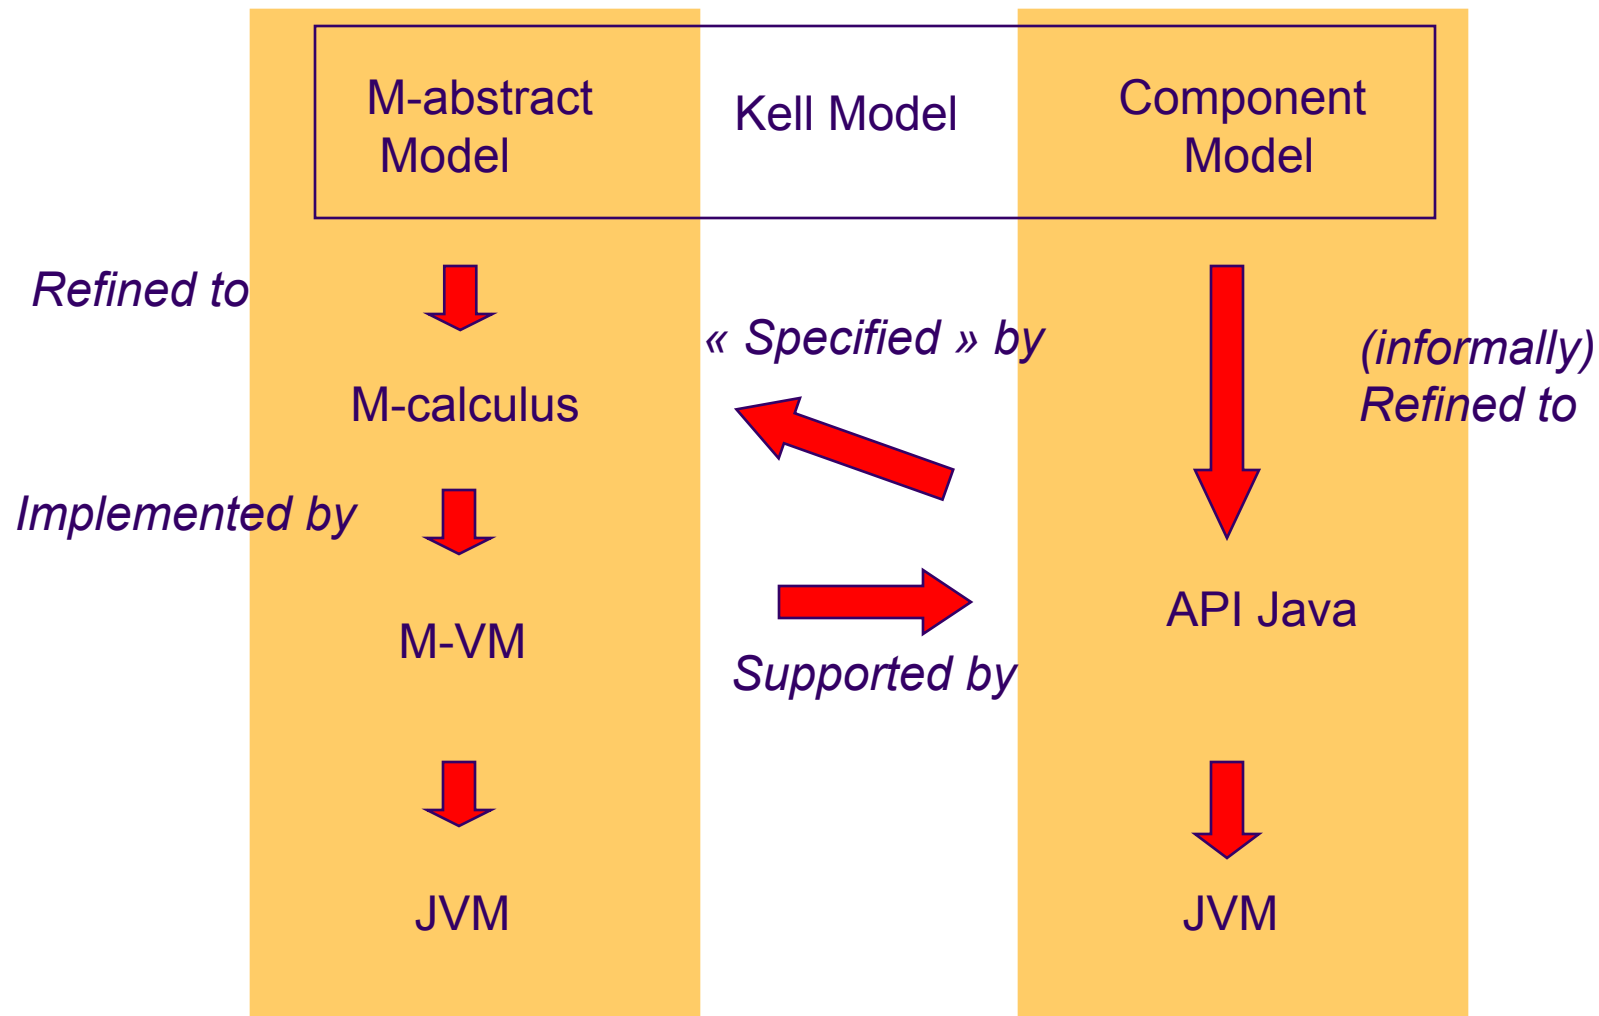 M-abstract
Model
Kell Model
Component
Model
Refined to
« Specified » by
(informally)
Refined to
M-calculus
Implemented by
API Java
M-VM
Supported by
JVM
JVM